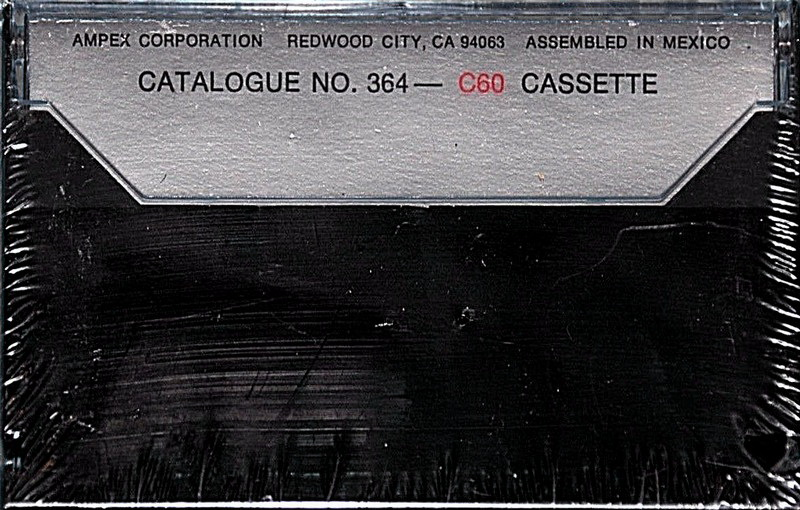 AMPEX CORPORATION REDWOOD CITY, CA 94063 ASSEMBLED IN MEXICO .
CATALOGUE NO. 364— C60 CASSETTE